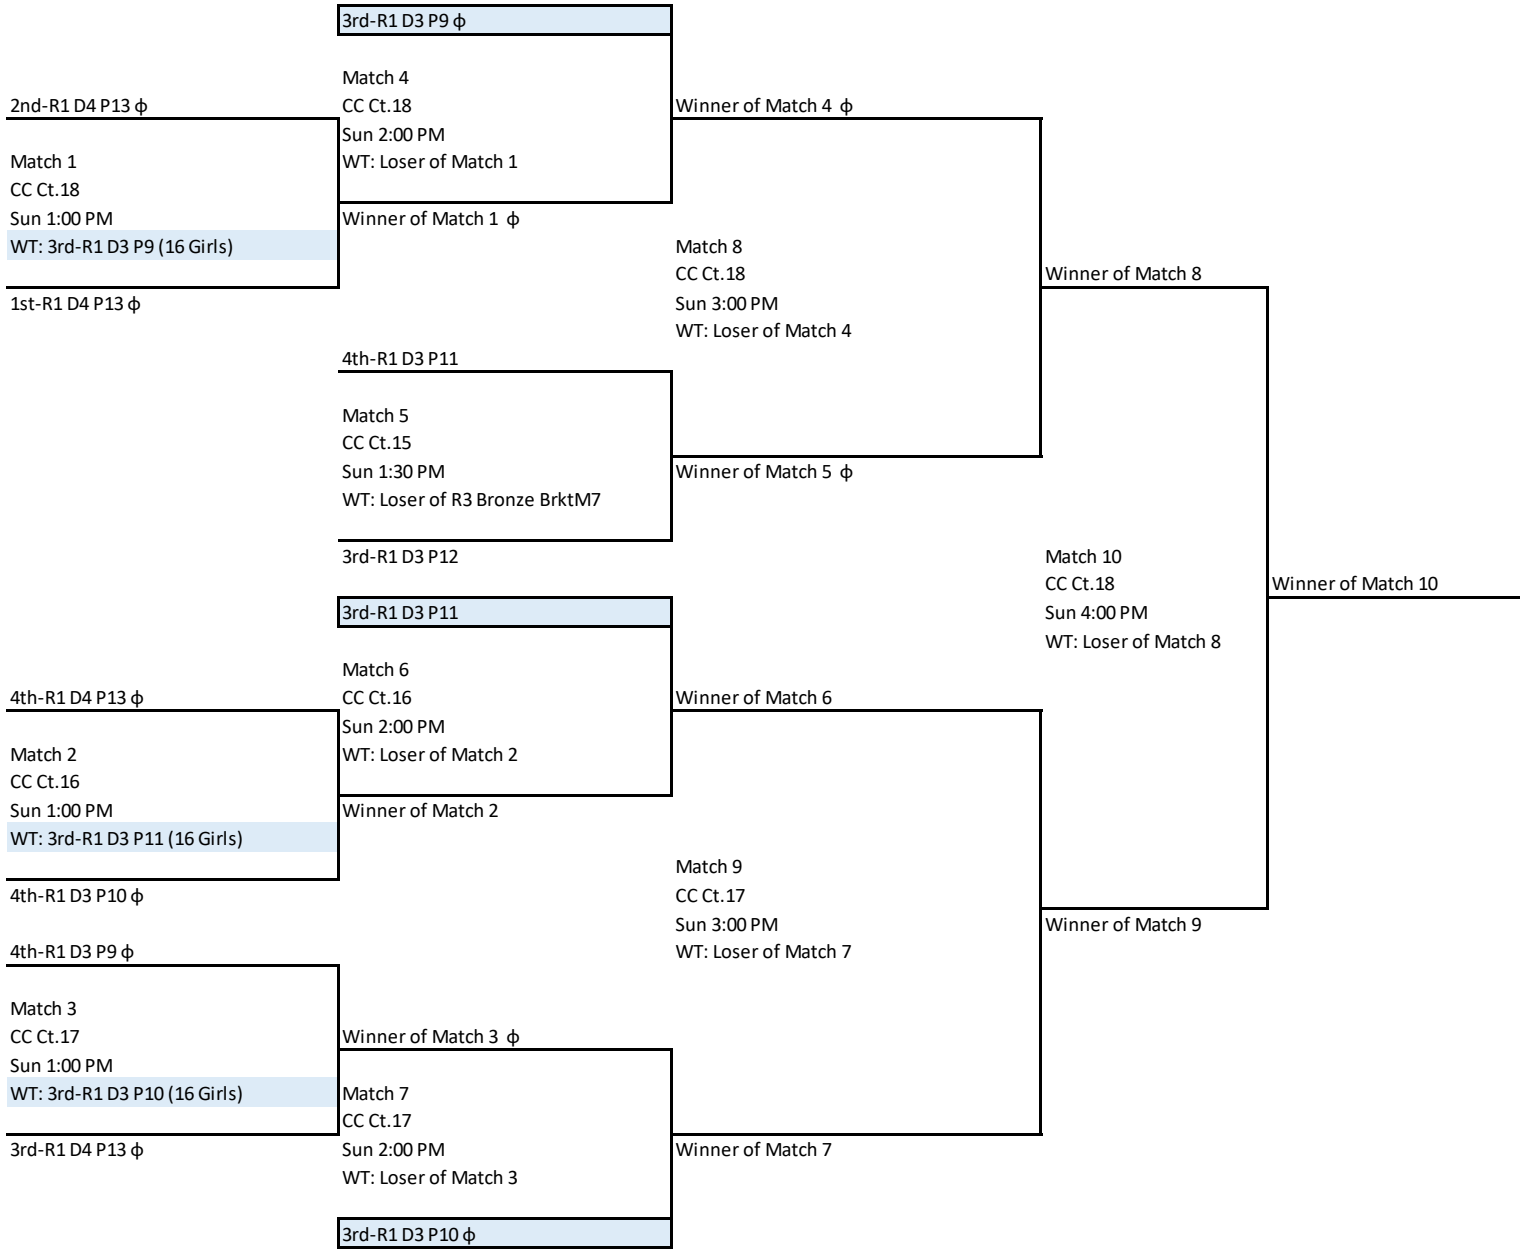 3rd-R1 D3 P9 ф
Match 4
CC Ct.18
Sun 2:00 PM
WT: Loser of Match 1
Winner of Match 1 ф
2nd-R1 D4 P13 ф
Match 1
CC Ct.18
Sun 1:00 PM
WT: 3rd-R1 D3 P9 (16 Girls)
1st-R1 D4 P13 ф
Winner of Match 4 ф
Match 8
CC Ct.18
Sun 3:00 PM
WT: Loser of Match 4
Winner of Match 8
4th-R1 D3 P11
Match 5
CC Ct.15
Sun 1:30 PM
WT: Loser of R3 Bronze BrktM7
3rd-R1 D3 P12
Winner of Match 5 ф
Match 10
CC Ct.18
Sun 4:00 PM
WT: Loser of Match 8
Winner of Match 10
3rd-R1 D3 P11
Match 6
CC Ct.16
Sun 2:00 PM
WT: Loser of Match 2
Winner of Match 2
4th-R1 D4 P13 ф
Match 2
CC Ct.16
Sun 1:00 PM
WT: 3rd-R1 D3 P11 (16 Girls)
4th-R1 D3 P10 ф
Winner of Match 6
Match 9
CC Ct.17
Sun 3:00 PM
WT: Loser of Match 7
Winner of Match 9
4th-R1 D3 P9 ф
Match 3
CC Ct.17
Sun 1:00 PM
WT: 3rd-R1 D3 P10 (16 Girls)
3rd-R1 D4 P13 ф
Winner of Match 3 ф
Match 7
CC Ct.17
Sun 2:00 PM
WT: Loser of Match 3
3rd-R1 D3 P10 ф
Winner of Match 7